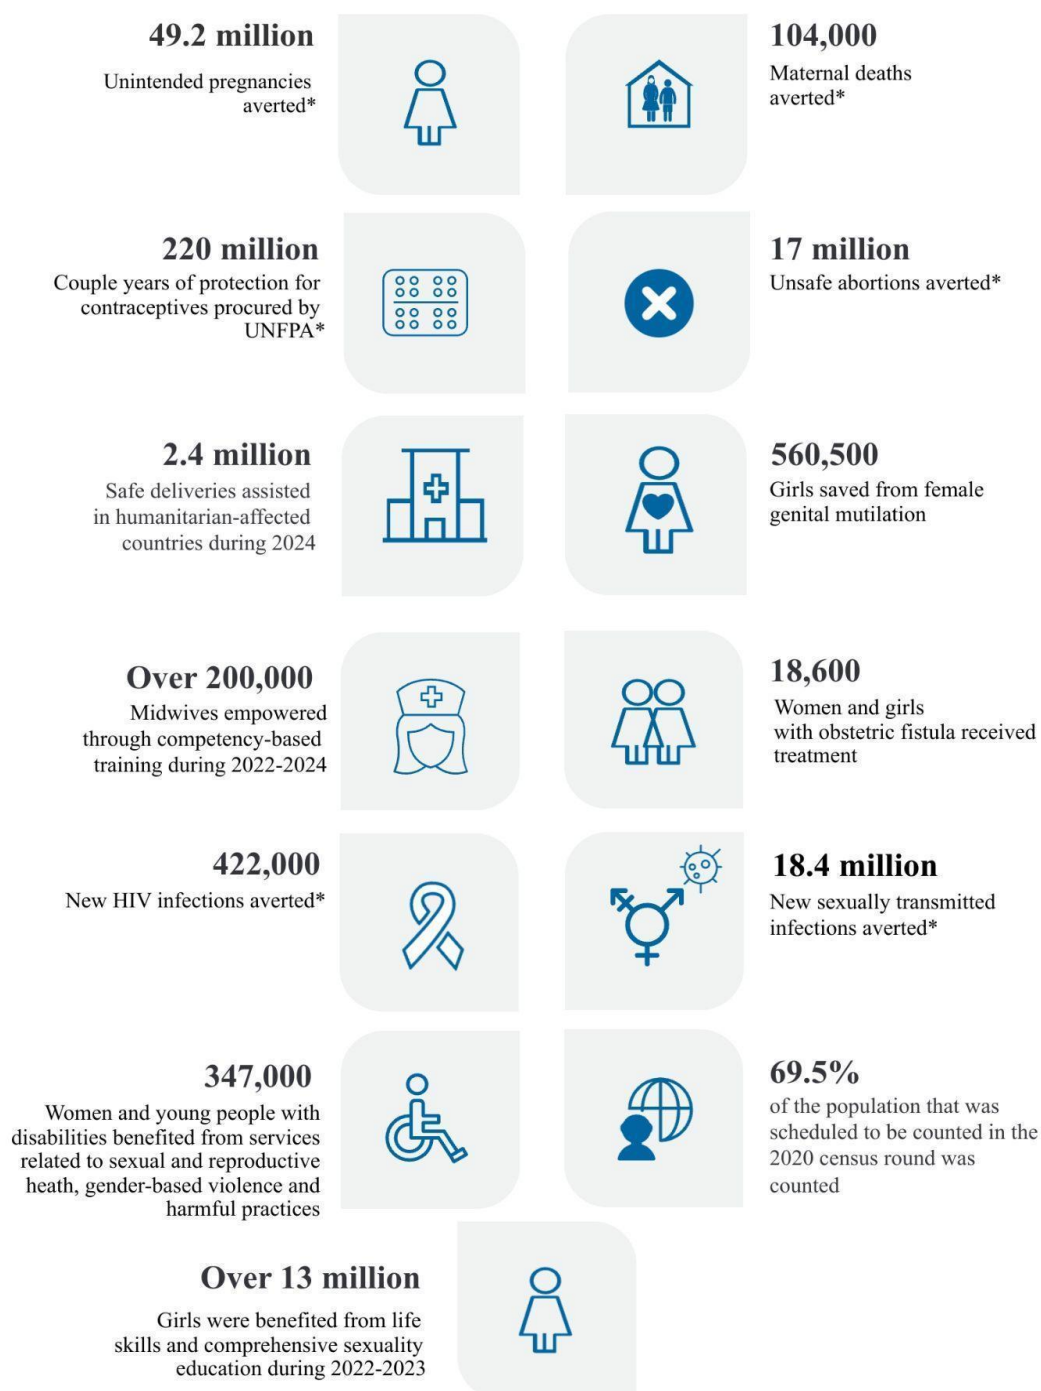 49.2 million
Unintended pregnancies
averted*
104,000
Maternal deaths
averted*
220 million
Couple years of protection for
contraceptives procured by
UNFPA*
17 million
Unsafe abortions averted*
2.4 million
Safe deliveries assisted
in humanitarian-affected
countries during 2024
560,500
Girls saved from female
genital mutilation
Over 200,000
Midwives empowered
through competency-based
training during 2022-2024
18,600
Women and girls
with obstetric fistula received
treatment
422,000
New HIV infections averted*
18.4 million
New sexually transmitted
infections averted*
347,000
Women and young people with
disabilities benefited from services
related to sexual and reproductive
heath, gender-based violence and
harmful practices
69.5%
of the population that was
scheduled to be counted in the
2020 census round was
counted
Over 13 million
Girls were benefited from life
skills and comprehensive sexuality
education during 2022-2023